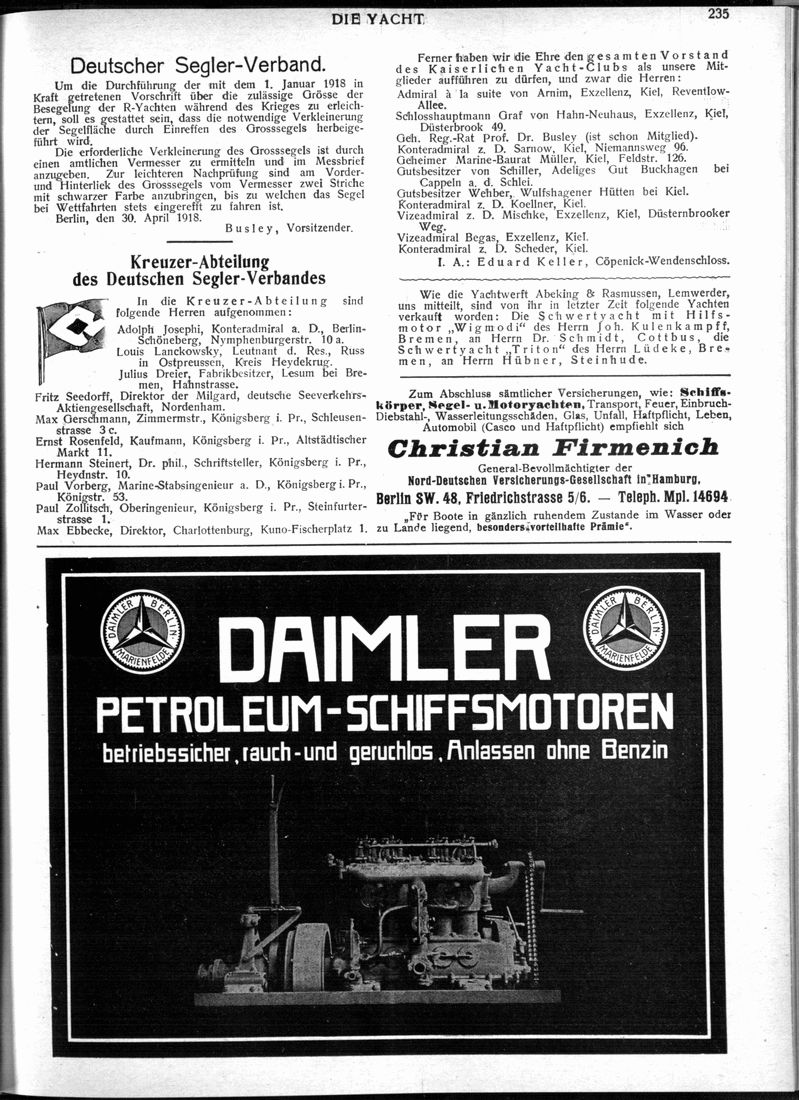 DIE YACHT
235
Deutscher Segler-Verband.
Um die Durchführung der mit dem 1. Januar 1918 in
Kraft getretenen Vorschrift über die zulässige Grösse der
Besegelung der R-Yachten während des Krieges zu erleich-
tern, soll es gestattet sein, dass die notwendige Verkleinerung
der Segelfläche durch Einreffen des Grosssegels herbeige-
führt wird.
Die erforderliche Verkleinerung des Grosssegels ist durch
einen amtlichen Vermesser zu ermitteln und im Messbrief
anzugeben. Zur leichteren Nachprüfung sind am Vorder-
und Hinterliek des Grosssegels vom Vermesser zwei Striche
mit schwarzer Farbe anzubringen, bis zu welchen das Segel
bei Wettfahrten stets eingerefft zu fahren ist.
Berlin, den 30. April 1918.
Busley, Vorsitzender.
Kreuzer-Abteilung
des Deutschen Segler-Verbandes
In die Kreuzer-Abteilung sind
folgende Herren aufgenommen:
Adolph Josephi, Konteradmiral a. D., Berlin-
Schöneberg, Nymphenburgerstr. 10 a.
Louis Lanckowsky, Leutnant d. Res., Russ
in Ostpreussen, Kreis Heydekrug.
Julius Dreier, Fabrikbesitzer, Lesum bei Bre-
men, Hahnstrasse.
Fritz Seedorff, Direktor der Milgard, deutsche Seeverkehrs-
Aktiengesellschaft, Nordenham.
Max Gerschmann, Zimmermstr., Königsberg i. Pr., Schleusen-
strasse 3 c.
Ernst Rosenfeld, Kaufmann, Königsberg i. Pr., Altstädtischer
Markt 11.
Hermann Steinert, Dr. phil., Schriftsteller, Königsberg i. Pr.,
Heydnstr. 10.
Paul Vorberg, Marine-Stabsingenieur a. D., Königsberg i. Pr.,
Königstr. 53.
Paul Zollitsch, Oberingenieur, Königsberg i. Pr., Steinfurter-
strasse 1.
Max Ebbecke, Direktor, Charlottenburg, Kuno-Fischerplatz 1.
Ferner haben wir die Ehre den gesamten Vorstand
des Kaiserlichen Yacht-Clubs als unsere Mit-
glieder aufführen zu dürfen, und zwar die Herren:
Admiral à la suite von Arnim, Exzellenz, Kiel, Reventlow-
Allee.
Schlosshauptmann Graf von Hahn-Neuhaus, Exzellenz, Kiel,
Düsterbrook 49.
Geh. Reg.-Rat Prof. Dr. Busley (ist schon Mitglied).
Konteradmiral z. D. Sarnow, Kiel, Niemannsweg 96.
Geheimer Marine-Baurat Müller, Kiel, Feldstr. 126.
Gutsbesitzer von Schiller, Adeliges Gut Buckhagen bei
Cappeln a. d. Schlei.
Gutsbesitzer Wehber, Wulfshagener Hütten bei Kiel.
Konteradmiral z. D. Koellner, Kiel.
Vizeadmiral z. D. Mischke, Exzellenz, Kiel, Düsternbrooker
Weg.
Vizeadmiral Begas, Exzellenz, Kiel.
Konteradmiral z. D. Scheder, Kiel.
I. A.: Eduard Keller, Cöpenick-Wendenschloss.
Wie die Yachtwerft Abeking & Rasmussen, Lemwerder,
uns mitteilt, sind von ihr in letzter Zeit folgende Yachten
verkauft worden: Die Schwertyacht mit Hilfs-
motor „Wigmodi“ des Herrn Joh. Kulenkampff,
Bremen, an Herrn Dr. Schmidt, Cottbus, die
Schwertyacht „Triton“ des Herrn Lüdeke, Bre-
men, an Herrn Hübner, Steinhude.
Zum Abschluss sämtlicher Versicherungen, wie: Schiffs-
körper, Segel- u. Motoryachten, Transport, Feuer, Einbruch-
Diebstahl-, Wasserleitungsschäden, Glas, Unfall, Haftpflicht, Leben,
Automobil (Casco und Haftpflicht) empfiehlt sich
Christian Firmenich
General-Bevollmächtigter der
Nord-Deutschen Versicherungs-Gesellschaft in Hamburg,
Berlin SW. 48, Friedrichstrasse 5/6. — Teleph. Mpl. 14694
„Für Boote in gänzlich ruhendem Zustande im Wasser oder
zu Lande liegend, besonders vorteilhafte Prämie“.
DAIMLER BERLIN-MARIENFELDE
DAIMLER BERLIN-MARIENFELDE
DAIMLER
PETROLEUM-SCHIFFSMOTOREN
betriebssicher, rauch- und geruchlos, Anlassen ohne Benzin